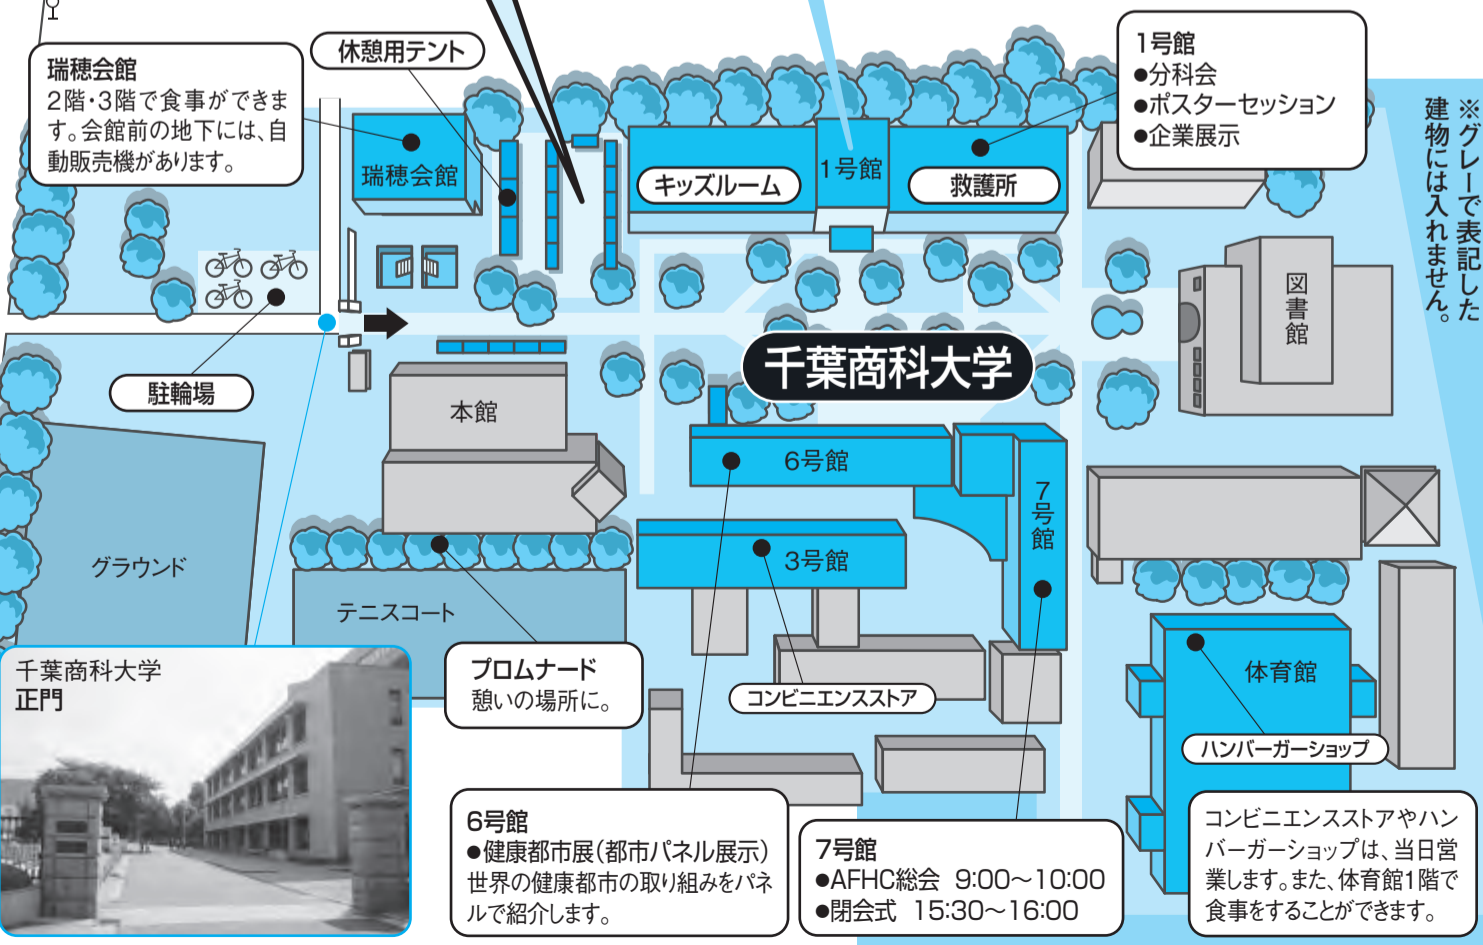 瑞穂会館
2階・3階で食事ができま
す。会館前の地下には、自
動販売機があります。
休憩用テント
1号館
●分科会
●ポスターセッション
●企業展示
※グレーで表記した
建物には入れません。
瑞穂会館
キッズルーム
1号館
救護所
図書館
駐輪場
千葉商科大学
本館
6号館
7号館
3号館
グラウンド
テニスコート
千葉商科大学
正門
プロムナード
憩いの場所に。
コンビニエンスストア
体育館
ハンバーガーショップ
6号館
●健康都市展(都市パネル展示)
世界の健康都市の取り組みをパネ
ルで紹介します。
7号館
●AFHC総会 9:00〜10:00
●閉会式 15:30〜16:00
コンビニエンスストアやハン
バーガーショップは、当日営
業します。また、体育館1階で
食事をすることができます。